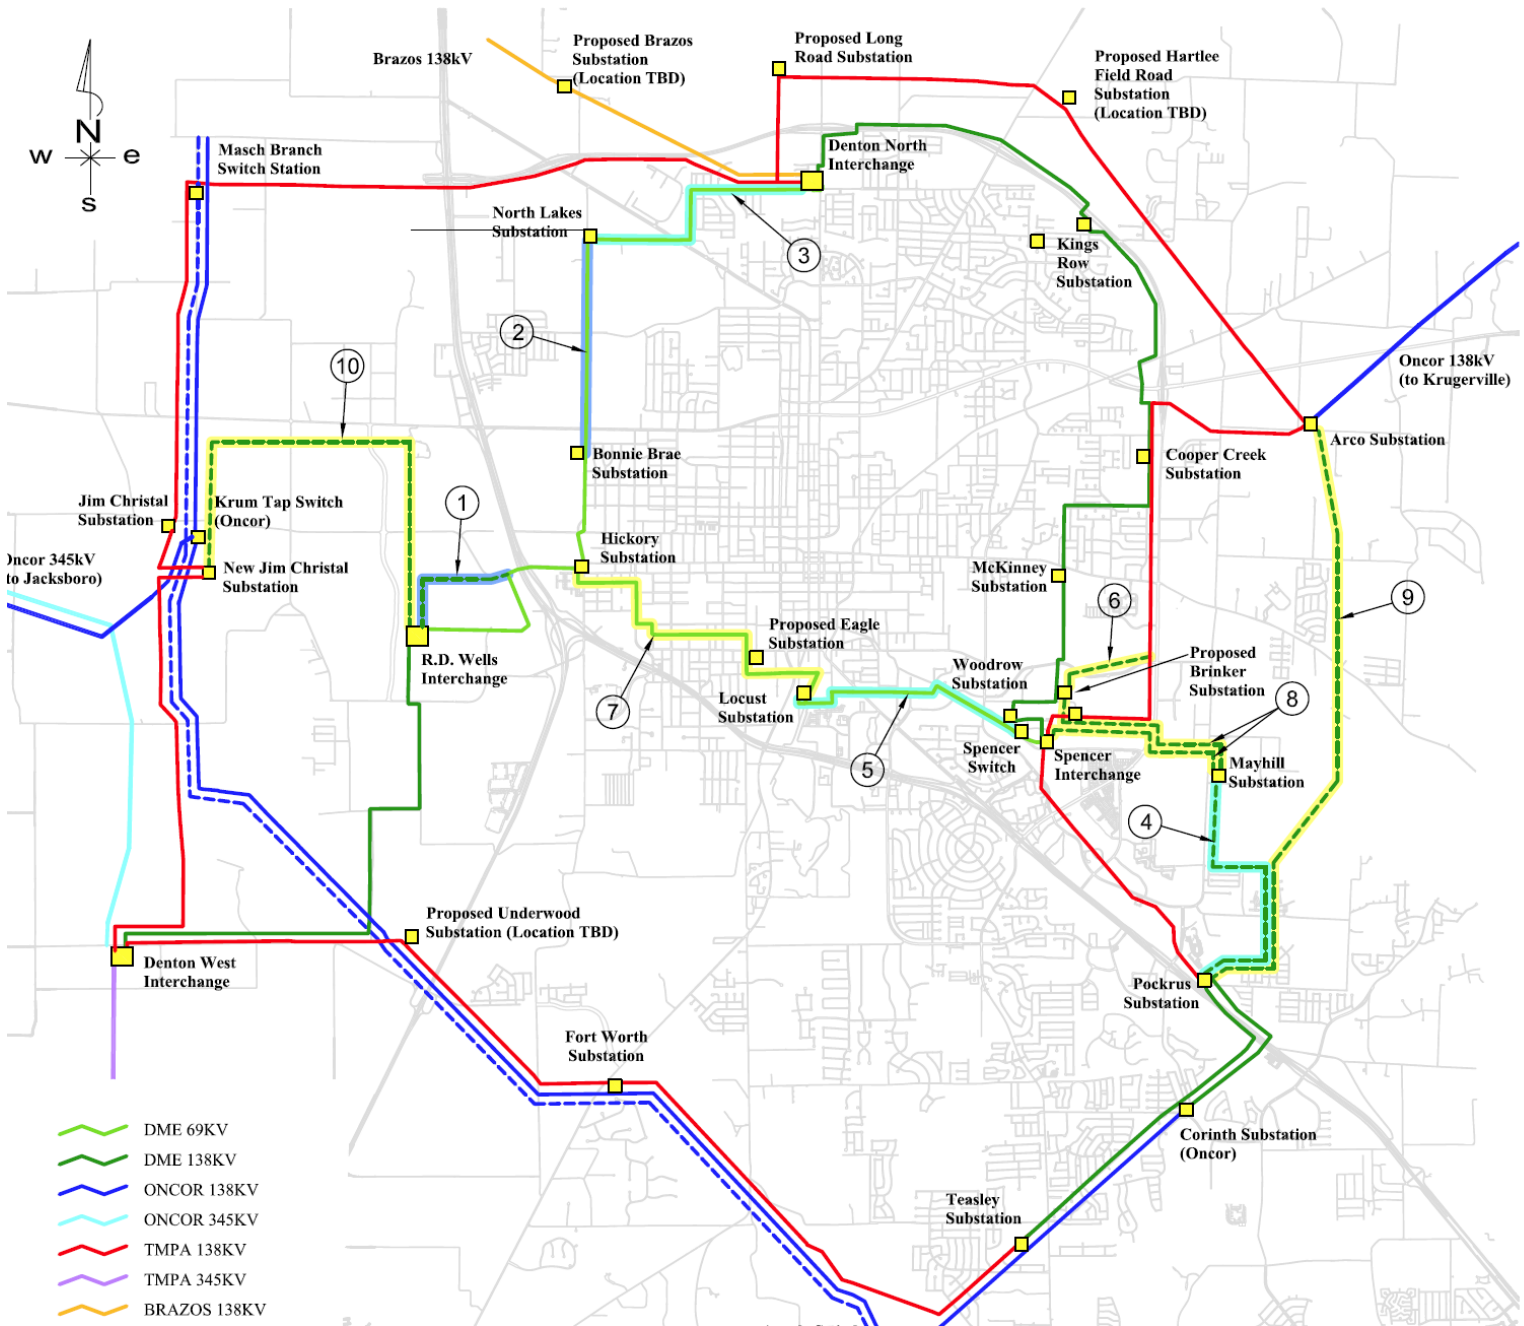 Brazos 138kV
Proposed Brazos
Substation
(Location TBD)
Proposed Long
Road Substation
Proposed Hartlee
Field Road
Substation
(Location TBD)
N
w e
s
Masch Branch
Switch Station
Denton North
Interchange
North Lakes
Substation
3
Kings
Row
Substation
2
10
Oncor 138kV
(to Krugerville)
Arco Substation
Bonnie Brae
Substation
Cooper Creek
Substation
Jim Christal
Substation
Krum Tap Switch
(Oncor)
1
Oncor 345kV
to Jacksboro)
New Jim Christal
Substation
Hickory
Substation
McKinney
Substation
6
9
Proposed Eagle
Substation
R.D. Wells
Interchange
Woodrow
Substation
Proposed
Brinker
Substation
7
Locust
Substation
8
5
Spencer
Switch
Spencer
Interchange
Mayhill
Substation
4
Proposed Underwood
Substation (Location TBD)
Denton West
Interchange
Pockrus
Substation
Fort Worth
Substation
Corinth Substation
(Oncor)
Teasley
Substation
DME 69KV
DME 138KV
ONCOR 138KV
ONCOR 345KV
TMPA 138KV
TMPA 345KV
BRAZOS 138KV